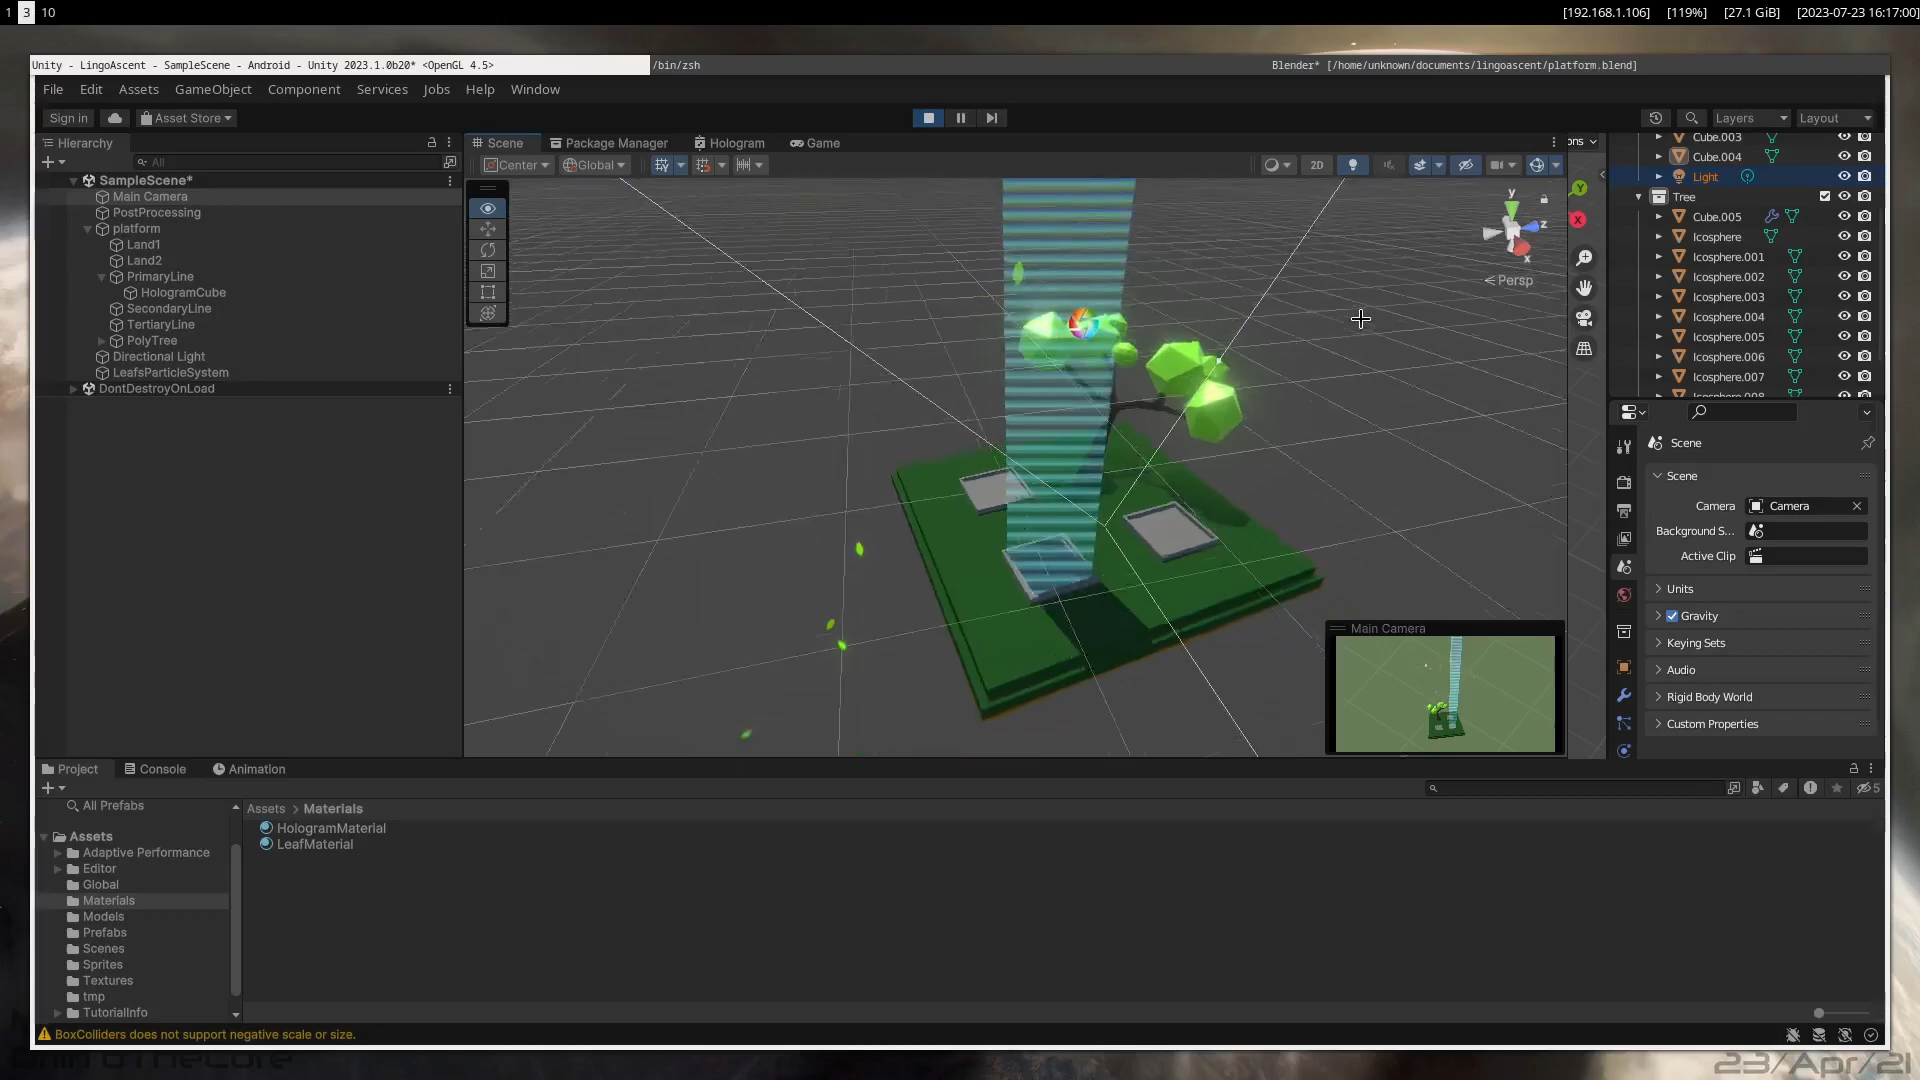 1 3 10
[192.168.1.106] [119%] [27.1 GiB] [2023-07-23 16:17:00]
Unity - LingoAscent - SampleScene - Android - Unity 2023.1.0b20* <OpenGL 4.5>
/bin/zsh
Blender* [/home/unknown/documents/lingoascent/platform.blend]
File Edit Assets GameObject Component Services Jobs Help Window
Sign in Asset Store Layers Layout
Hierarchy
All
SampleScene*
Main Camera
PostProcessing
platform
Land1
Land2
PrimaryLine
HologramCube
SecondaryLine
TertiaryLine
PolyTree
Directional Light
LeafsParticleSystem
DontDestroyOnLoad
Scene Package Manager Hologram Game
Center Global 2D
y
z
x
Persp
Main Camera
ons
Y
X
Cube.003
Cube.004
Light
Tree
Cube.005
Icosphere
Icosphere.001
Icosphere.002
Icosphere.003
Icosphere.004
Icosphere.005
Icosphere.006
Icosphere.007
Icosphere.008
Scene
Scene
Camera Camera
Background S...
Active Clip
Units
Gravity
Keying Sets
Audio
Rigid Body World
Custom Properties
Project Console Animation
5
All Prefabs
Assets
Adaptive Performance
Editor
Global
Materials
Models
Prefabs
Scenes
Sprites
Textures
tmp
TutorialInfo
Assets > Materials
HologramMaterial
LeafMaterial
BoxColliders does not support negative scale or size.
23/Apr/21